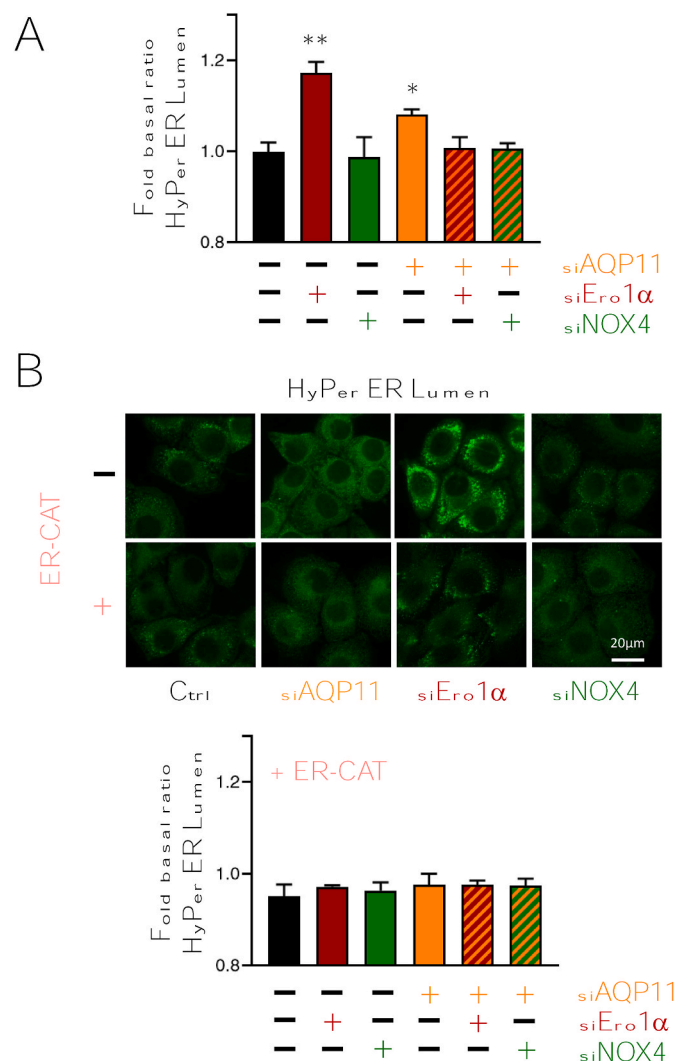 A
Fold basal ratio
HyPer ER Lumen
1.2
1.0
0.8
**
*
− − − + + + siAQP11
− + − − + − siEro1α
− − + − − + siNOX4
B
HyPer ER Lumen
ER-CAT
−
+
20μm
Ctrl siAQP11 siEro1α siNOX4
Fold basal ratio
HyPer ER Lumen
+ ER-CAT
1.2
1.0
0.8
− − − + + + siAQP11
− + − − + − siEro1α
− − + − − + siNOX4